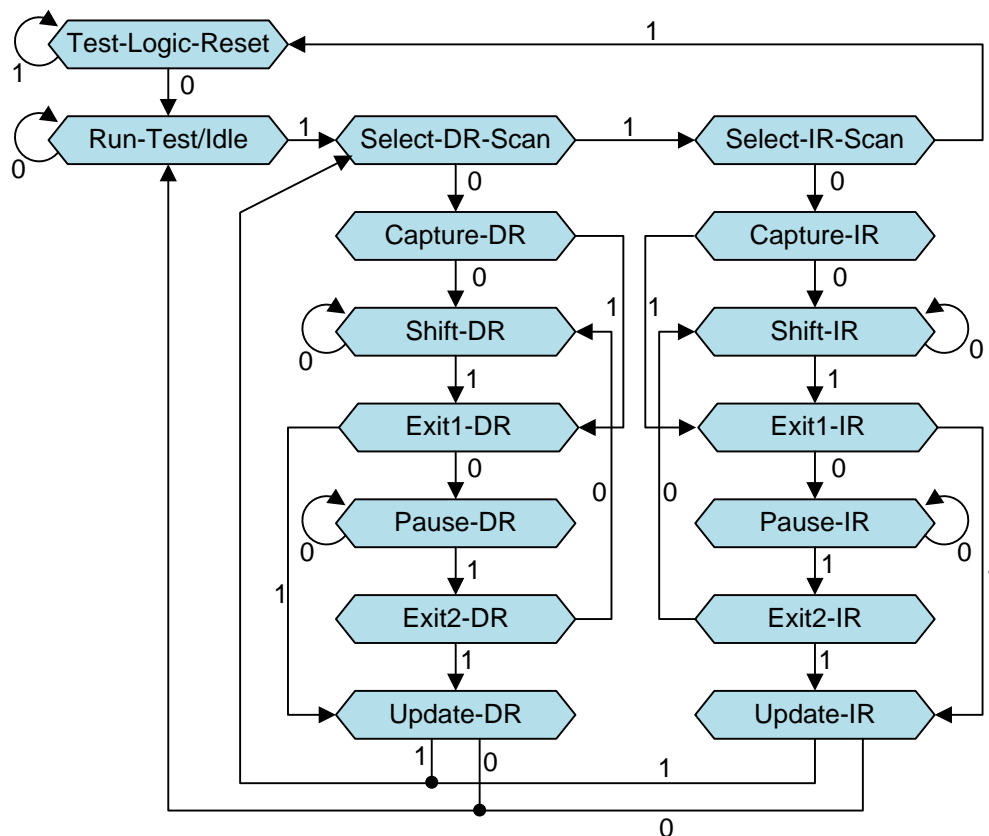 1
Test-Logic-Reset
1
0
Run-Test/Idle
1
Select-DR-Scan
1
Select-IR-Scan
0
0
0
Capture-DR
Capture-IR
0
0
1
1
Shift-DR
Shift-IR
0
0
1
1
Exit1-DR
Exit1-IR
0
0
0
0
Pause-DR
Pause-IR
0
0
1
1
1
Exit2-DR
Exit2-IR
1
1
Update-DR
Update-IR
1
0
1
0